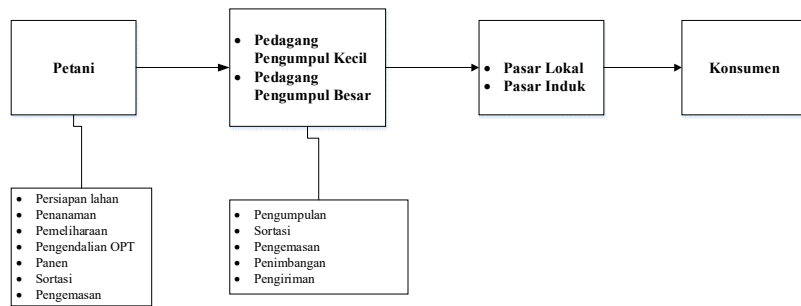 Petani
• Pedagang
Pengumpul Kecil
• Pedagang
Pengumpul Besar
• Pasar Lokal
• Pasar Induk
Konsumen
• Persiapan lahan
• Penanaman
• Pemeliharaan
• Pengendalian OPT
• Panen
• Sortasi
• Pengemasan
• Pengumpulan
• Sortasi
• Pengemasan
• Penimbangan
• Pengiriman